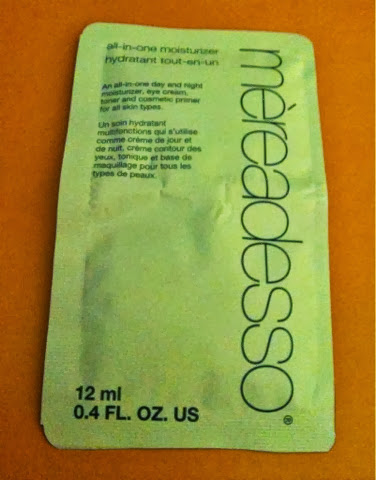 all-in-one moisturizer
hydratant tout-en-un
An all-in-one day and night
moisturizer, eye cream,
toner and cosmetic primer
for all skin types.
Un soin hydratant
multifonctions qui s'utilise
comme crème de jour et
de nuit, crème contour des
yeux, tonique et base de
maquillage pour tous les
types de peaux.
mèreadesso®
12 ml
0.4 FL. OZ. US